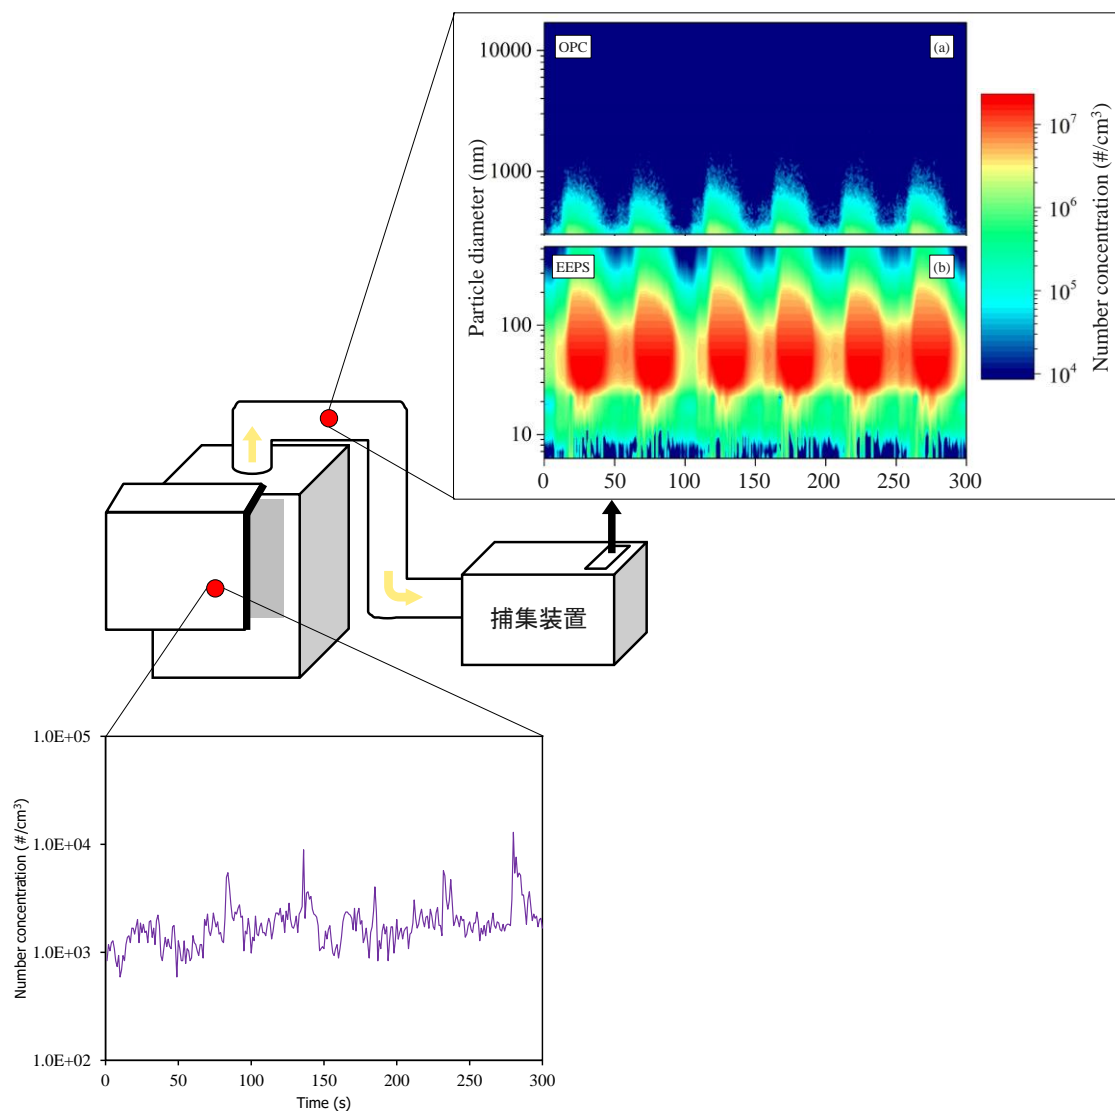 OPC
(a)
10000
1000
EEPS
(b)
100
10
Particle diameter (nm)
0 50 100 150 200 250 300
10⁷
10⁶
10⁵
10⁴
Number concentration (#/cm³)
捕集装置
1.0E+05
1.0E+04
1.0E+03
1.0E+02
Number concentration (#/cm³)
0 50 100 150 200 250 300
Time (s)